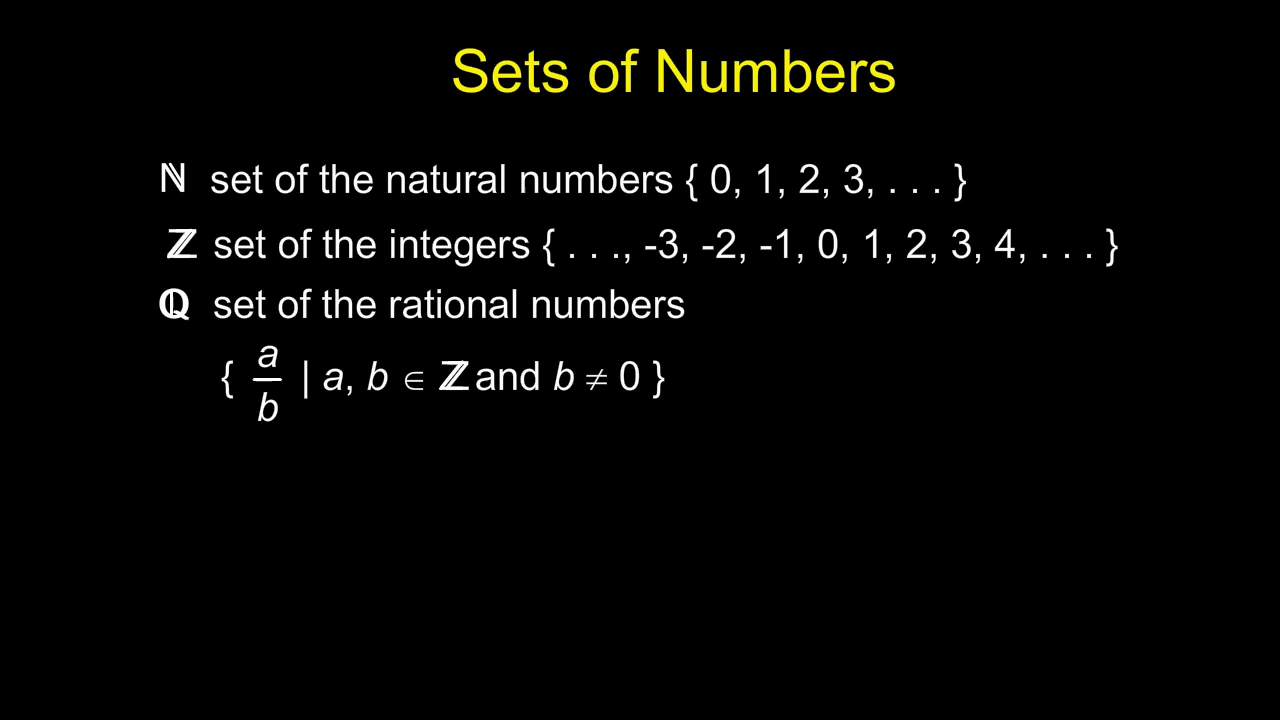 Sets of Numbers
ℕ set of the natural numbers { 0, 1, 2, 3, . . . }
ℤ set of the integers { . . ., -3, -2, -1, 0, 1, 2, 3, 4, . . . }
ℚ set of the rational numbers
{ a/b | a, b ∈ ℤ and b ≠ 0 }